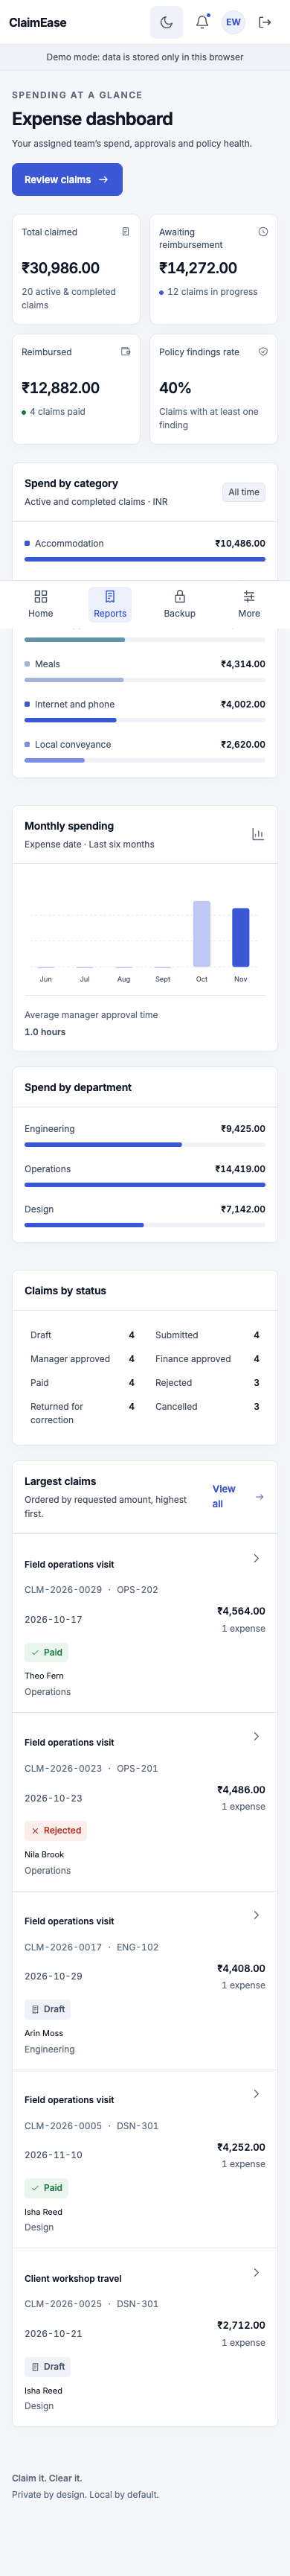 ClaimEase
EW
Demo mode: data is stored only in this browser
SPENDING AT A GLANCE
Expense dashboard
Your assigned team's spend, approvals and policy health.
Review claims
Total claimed
₹30,986.00
20 active & completed
claims
Awaiting
reimbursement
₹14,272.00
12 claims in progress
Reimbursed
₹12,882.00
4 claims paid
Policy findings rate
40%
Claims with at least one
finding
Spend by category
Active and completed claims · INR
All time
Accommodation ₹10,486.00
Home
Reports
Backup
More
Meals ₹4,314.00
Internet and phone ₹4,002.00
Local conveyance ₹2,620.00
Monthly spending
Expense date · Last six months
Jun Jul Aug Sept Oct Nov
Average manager approval time
1.0 hours
Spend by department
Engineering ₹9,425.00
Operations ₹14,419.00
Design ₹7,142.00
Claims by status
Draft 4 Submitted 4
Manager approved 4 Finance approved 4
Paid 4 Rejected 3
Returned for
correction 4 Cancelled 3
Largest claims
Ordered by requested amount, highest
first.
View
all
Field operations visit
CLM-2026-0029 · OPS-202
2026-10-17
₹4,564.00
1 expense
Paid
Theo Fern
Operations
Field operations visit
CLM-2026-0023 · OPS-201
2026-10-23
₹4,486.00
1 expense
Rejected
Nila Brook
Operations
Field operations visit
CLM-2026-0017 · ENG-102
2026-10-29
₹4,408.00
1 expense
Draft
Arin Moss
Engineering
Field operations visit
CLM-2026-0005 · DSN-301
2026-11-10
₹4,252.00
1 expense
Paid
Isha Reed
Design
Client workshop travel
CLM-2026-0025 · DSN-301
2026-10-21
₹2,712.00
1 expense
Draft
Isha Reed
Design
Claim it. Clear it.
Private by design. Local by default.